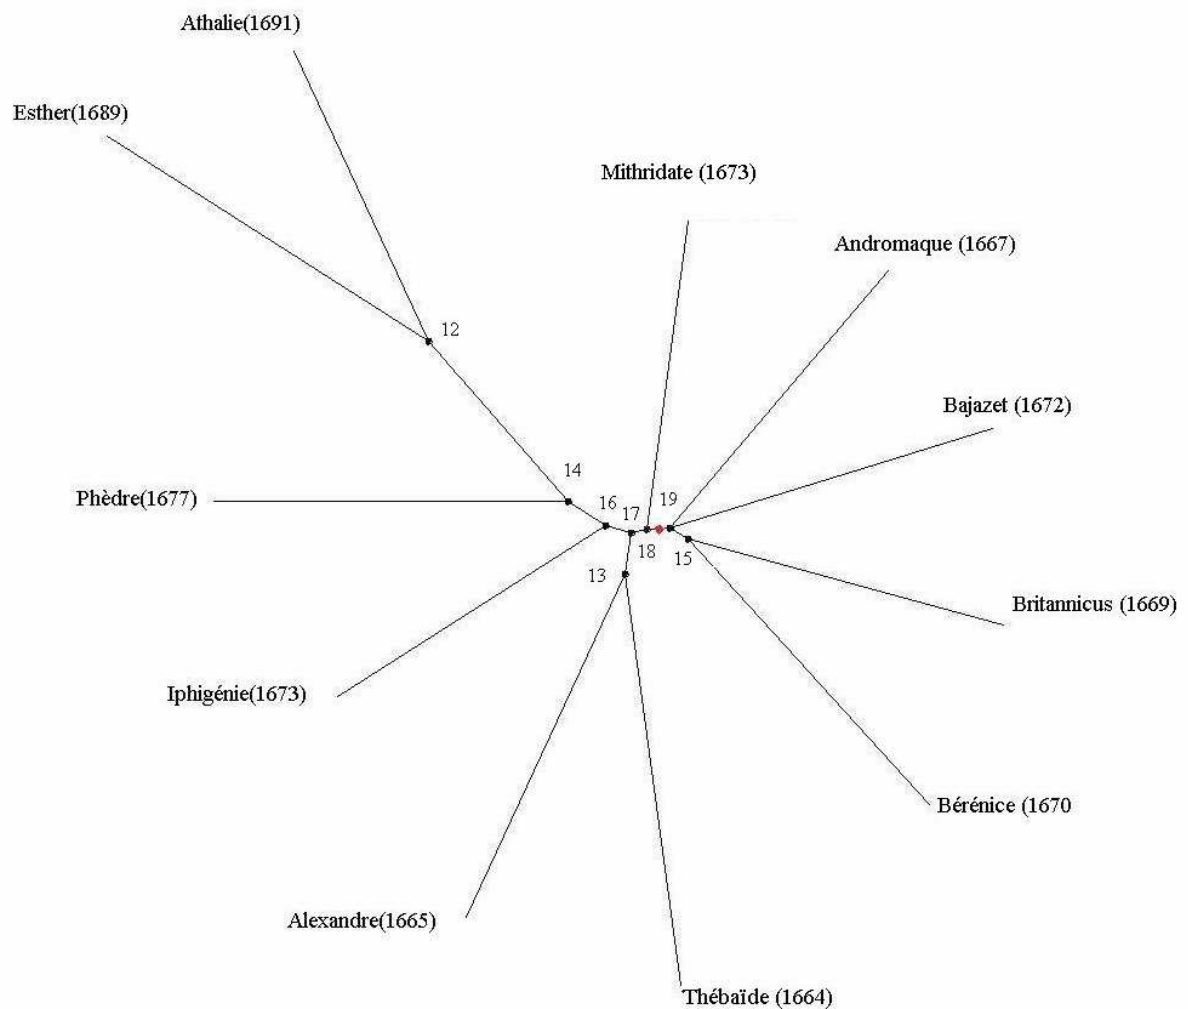 Athalie(1691)
Esther(1689)
Mithridate (1673)
Andromaque (1667)
12
Bajazet (1672)
14
Phèdre(1677)
16
17
19
18
15
13
Britannicus (1669)
Iphigénie(1673)
Bérénice (1670
Alexandre(1665)
Thébaïde (1664)